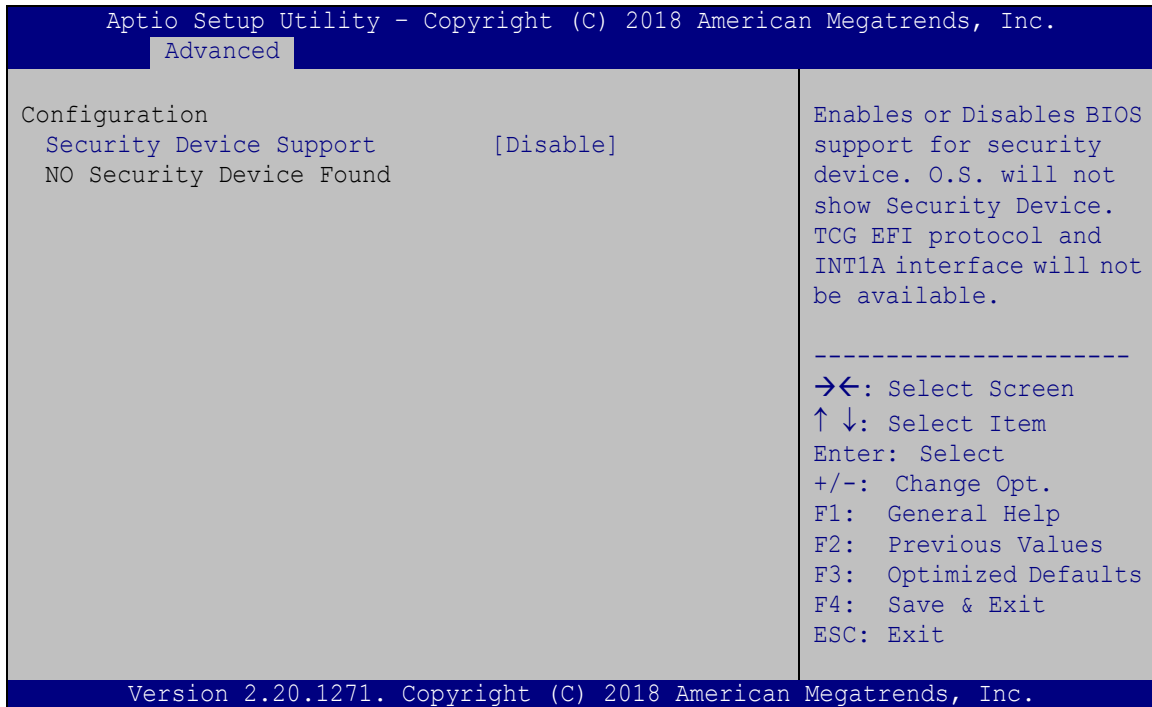 Aptio Setup Utility – Copyright (C) 2018 American Megatrends, Inc.
Advanced
Configuration
Security Device Support [Disable]
NO Security Device Found
Enables or Disables BIOS
support for security
device. O.S. will not
show Security Device.
TCG EFI protocol and
INT1A interface will not
be available.
----------------------
→←: Select Screen
↑ ↓: Select Item
Enter: Select
+/-: Change Opt.
F1: General Help
F2: Previous Values
F3: Optimized Defaults
F4: Save & Exit
ESC: Exit
Version 2.20.1271. Copyright (C) 2018 American Megatrends, Inc.